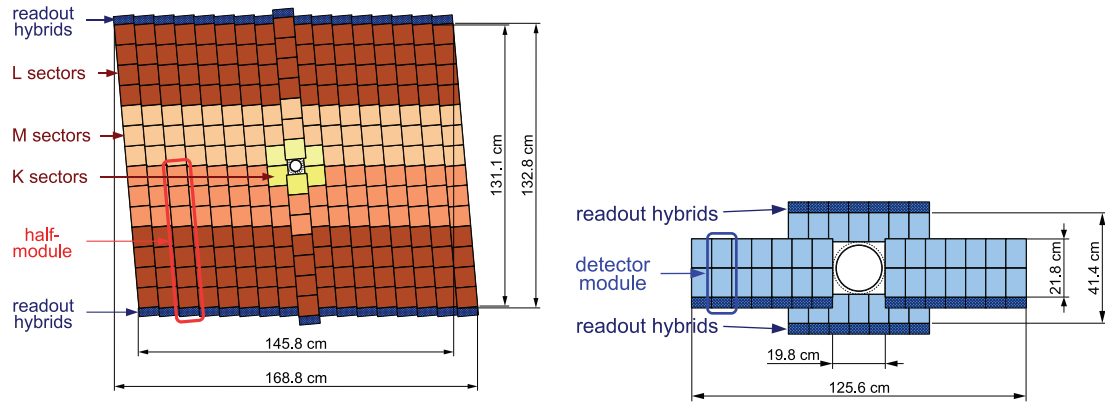 readout hybrids
L sectors
M sectors
K sectors
half-
module
readout hybrids
131.1 cm
132.8 cm
145.8 cm
168.8 cm
readout hybrids
detector
module
readout hybrids
21.8 cm
41.4 cm
19.8 cm
125.6 cm